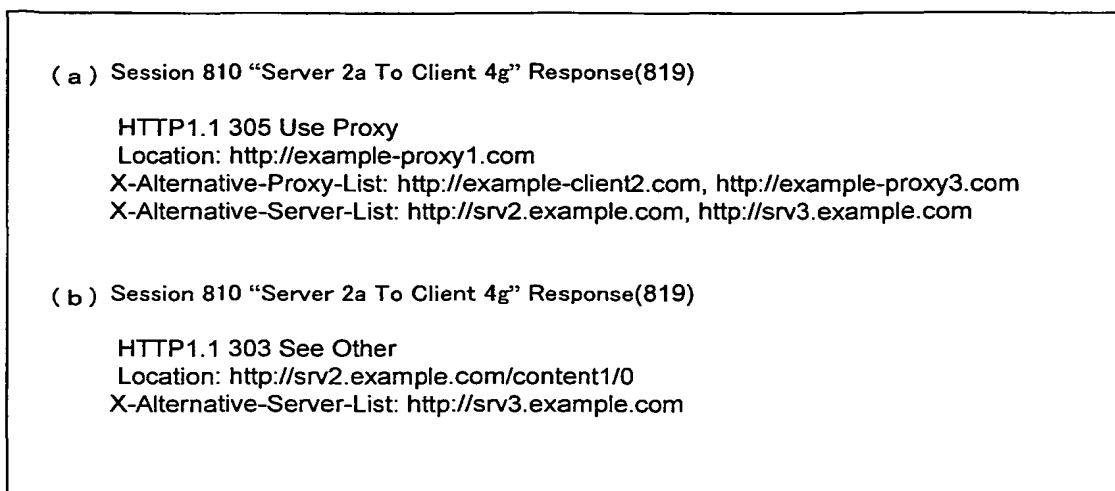 ( a ) Session 810 “Server 2a To Client 4g” Response(819)
HTTP1.1 305 Use Proxy
Location: http://example-proxy1.com
X-Alternative-Proxy-List: http://example-client2.com, http://example-proxy3.com
X-Alternative-Server-List: http://srv2.example.com, http://srv3.example.com
( b ) Session 810 “Server 2a To Client 4g” Response(819)
HTTP1.1 303 See Other
Location: http://srv2.example.com/content1/0
X-Alternative-Server-List: http://srv3.example.com